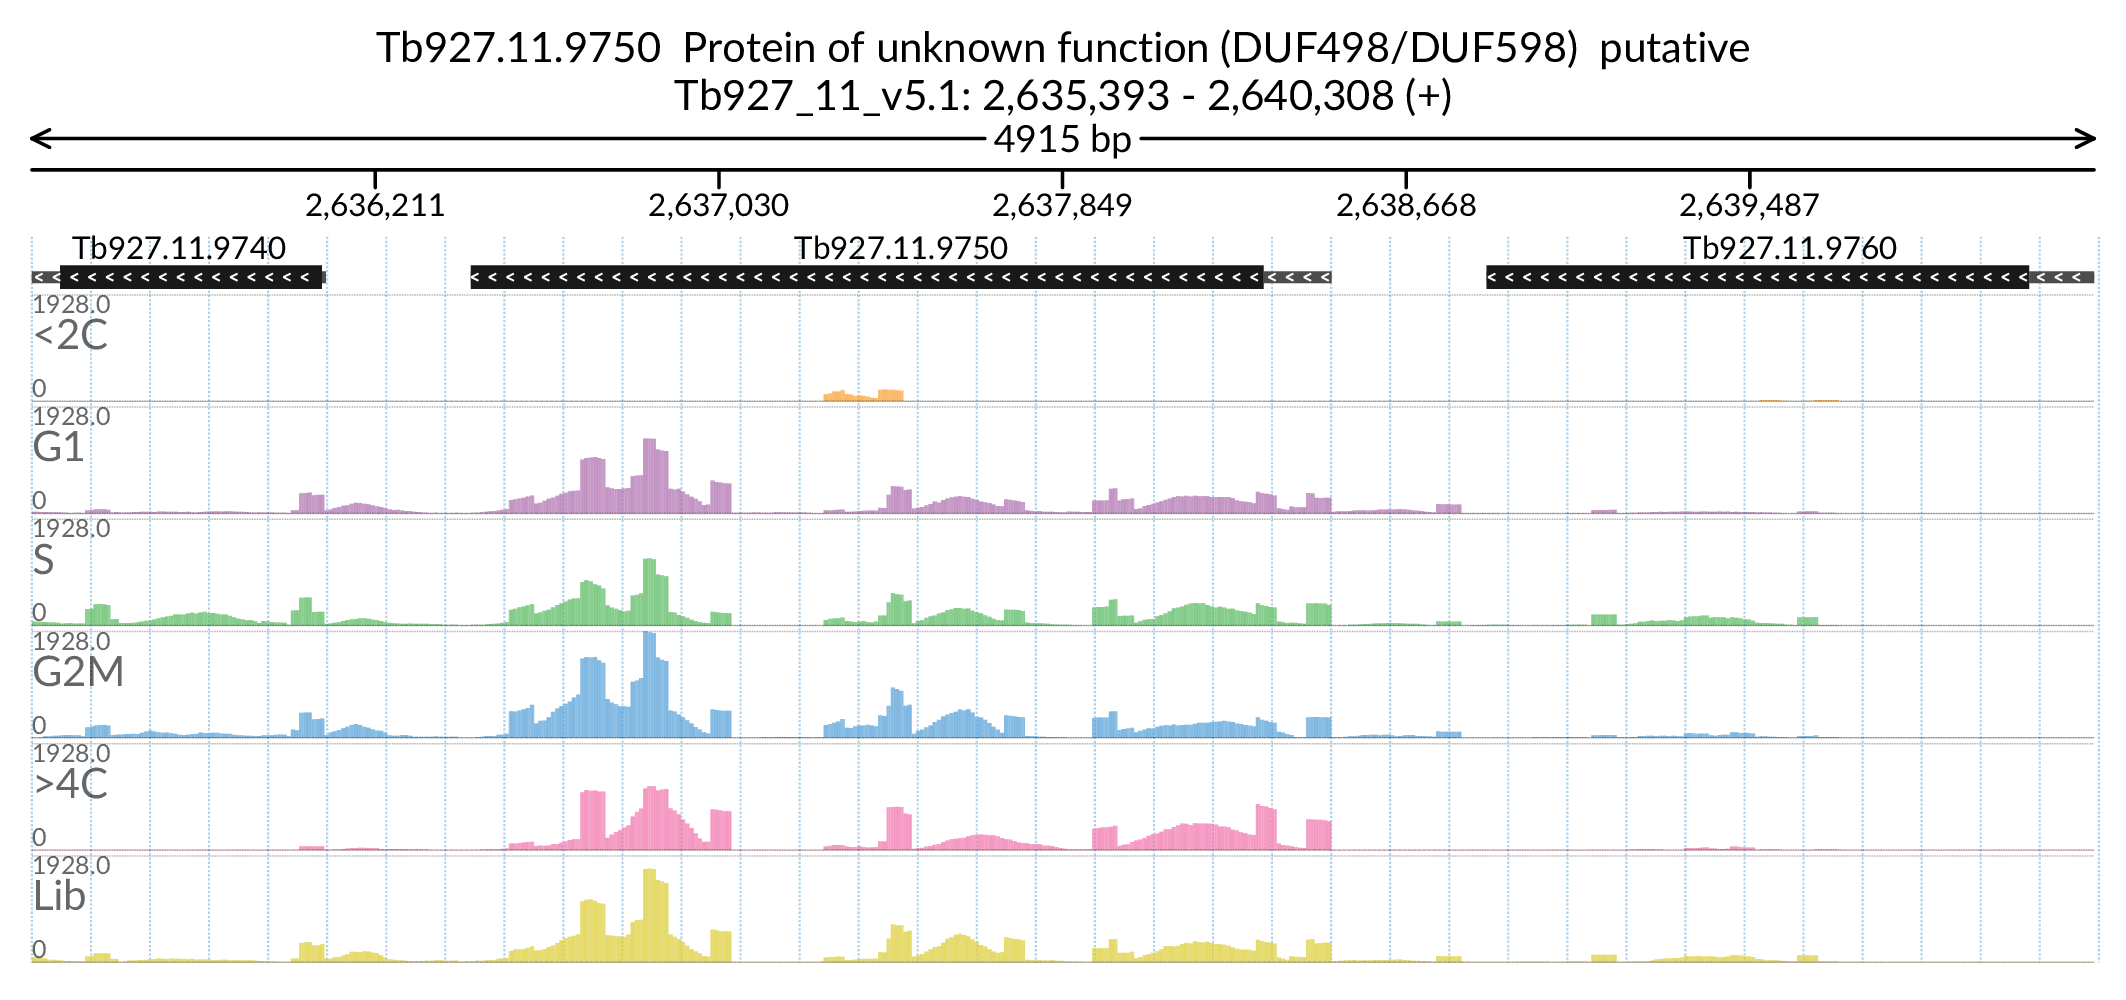 Tb927.11.9750 Protein of unknown function (DUF498/DUF598) putative
Tb927_11_v5.1: 2,635,393 - 2,640,308 (+)
4915 bp
2,636,211 2,637,030 2,637,849 2,638,668 2,639,487
Tb927.11.9740 Tb927.11.9750 Tb927.11.9760
1928.0
<2C
0
1928.0
G1
0
1928.0
S
0
1928.0
G2M
0
1928.0
>4C
0
1928.0
Lib
0